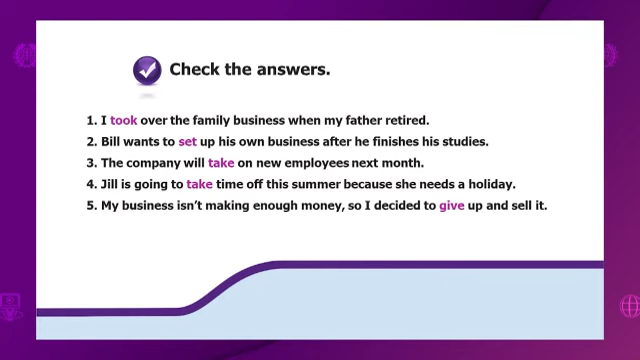 Check the answers.
1. I took over the family business when my father retired.
2. Bill wants to set up his own business after he finishes his studies.
3. The company will take on new employees next month.
4. Jill is going to take time off this summer because she needs a holiday.
5. My business isn't making enough money, so I decided to give up and sell it.